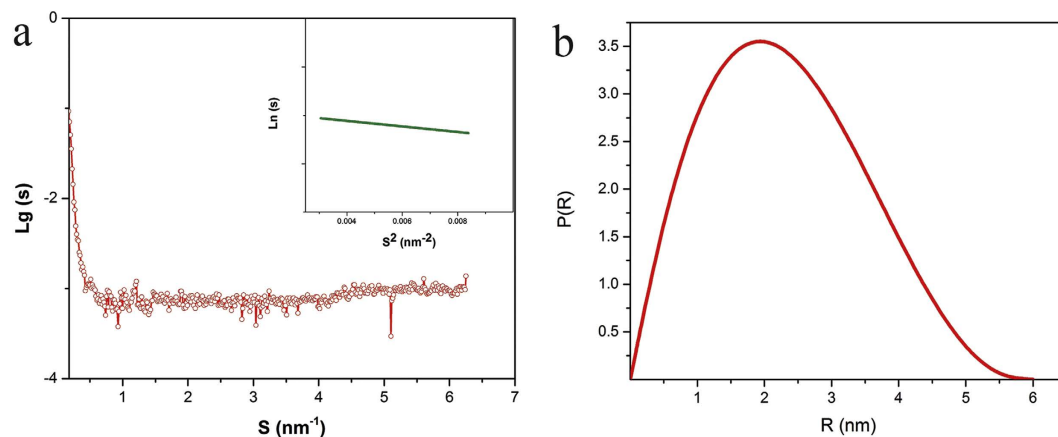 a
0
-2
-4
Lg (s)
1 2 3 4 5 6 7
S (nm⁻¹)
Ln (s)
0.004 0.006 0.008
S² (nm⁻²)
b
3.5
3.0
2.5
2.0
1.5
1.0
0.5
P(R)
1 2 3 4 5 6
R (nm)